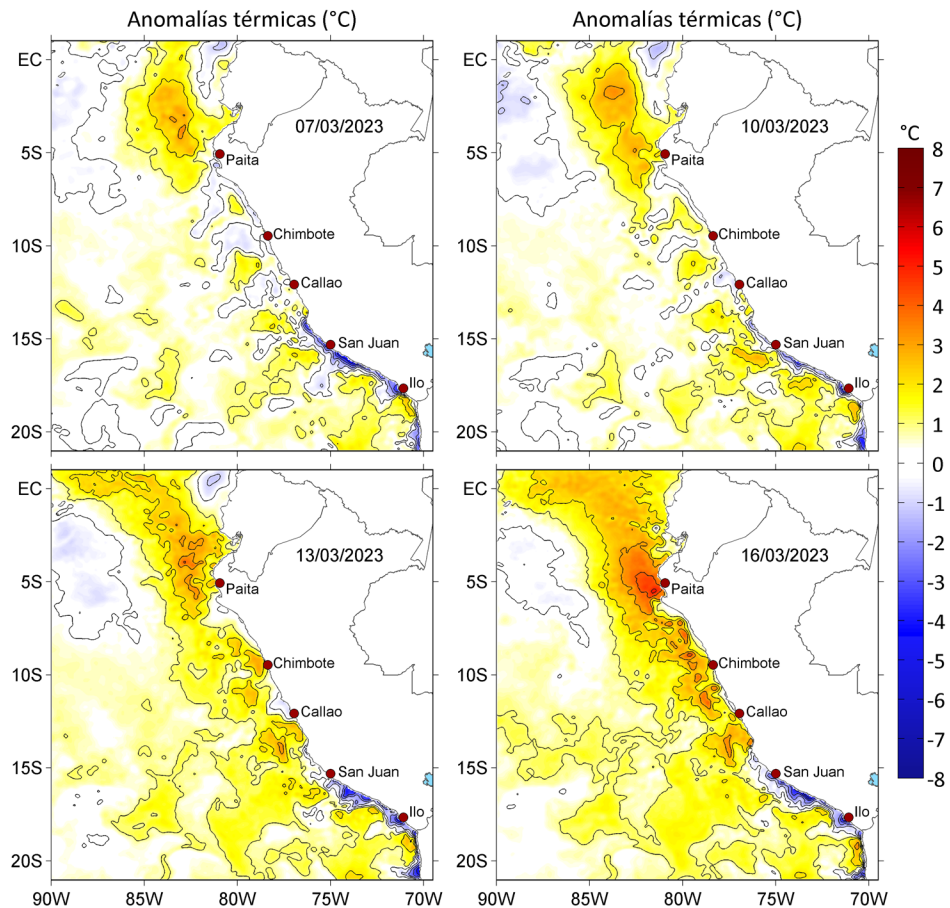 Anomalías térmicas (°C)
Anomalías térmicas (°C)
EC
5S
10S
15S
20S
07/03/2023
Paita
Chimbote
Callao
San Juan
Ilo
EC
5S
10S
15S
20S
10/03/2023
Paita
Chimbote
Callao
San Juan
Ilo
EC
5S
10S
15S
20S
13/03/2023
Paita
Chimbote
Callao
San Juan
Ilo
90W 85W 80W 75W 70W
EC
5S
10S
15S
20S
16/03/2023
Paita
Chimbote
Callao
San Juan
Ilo
90W 85W 80W 75W 70W
°C
8
7
6
5
4
3
2
1
0
-1
-2
-3
-4
-5
-6
-7
-8